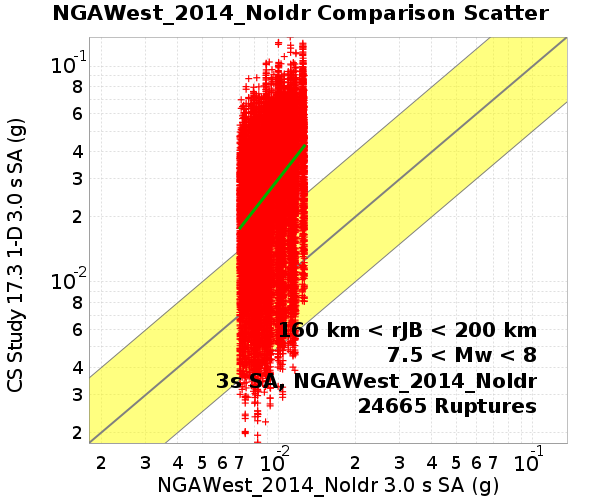 NGAWest_2014_NoIdr Comparison Scatter
CS Study 17.3 1-D 3.0 s SA (g)
10-1
8
6
4
3
2
10-2
8
6
4
3
2
160 km < rJB < 200 km
7.5 < Mw < 8
3s SA, NGAWest_2014_NoIdr
24665 Ruptures
2 3 4 5 6 7 10-2 2 3 4 5 6 7 10-1
NGAWest_2014_NoIdr 3.0 s SA (g)